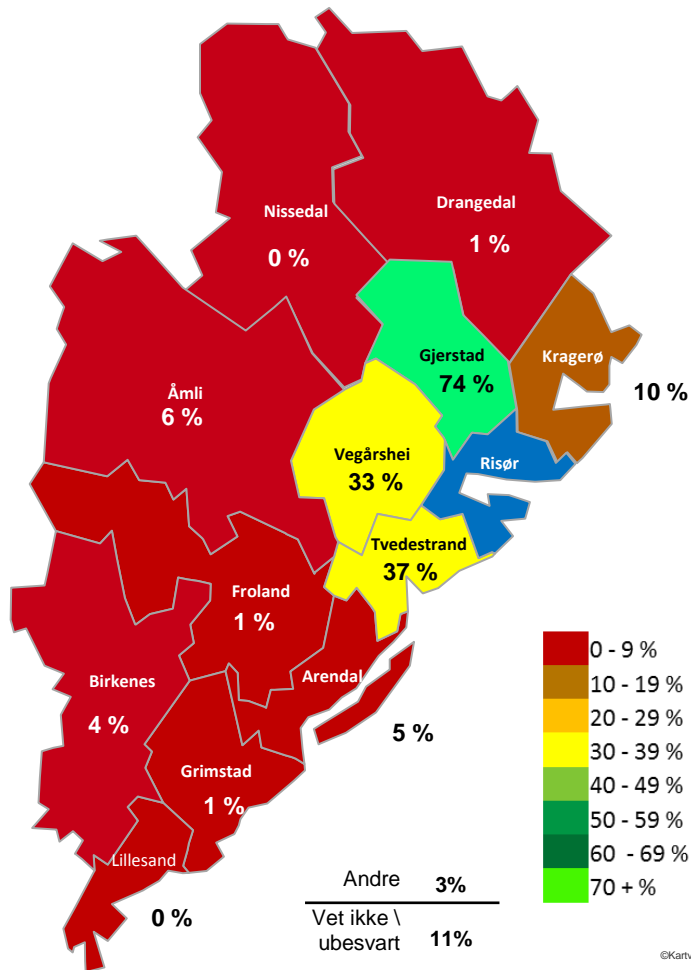 Nissedal
0 %
Drangedal
1 %
Gjerstad
74 %
Kragerø
10 %
Åmli
6 %
Vegårshei
33 %
Risør
Tvedestrand
37 %
Froland
1 %
Arendal
5 %
Birkenes
4 %
Grimstad
1 %
Lillesand
0 %
0 - 9 %
10 - 19 %
20 - 29 %
30 - 39 %
40 - 49 %
50 - 59 %
60 - 69 %
70 + %
Andre 3%
Vet ikke \
ubesvart 11%
©Kartv